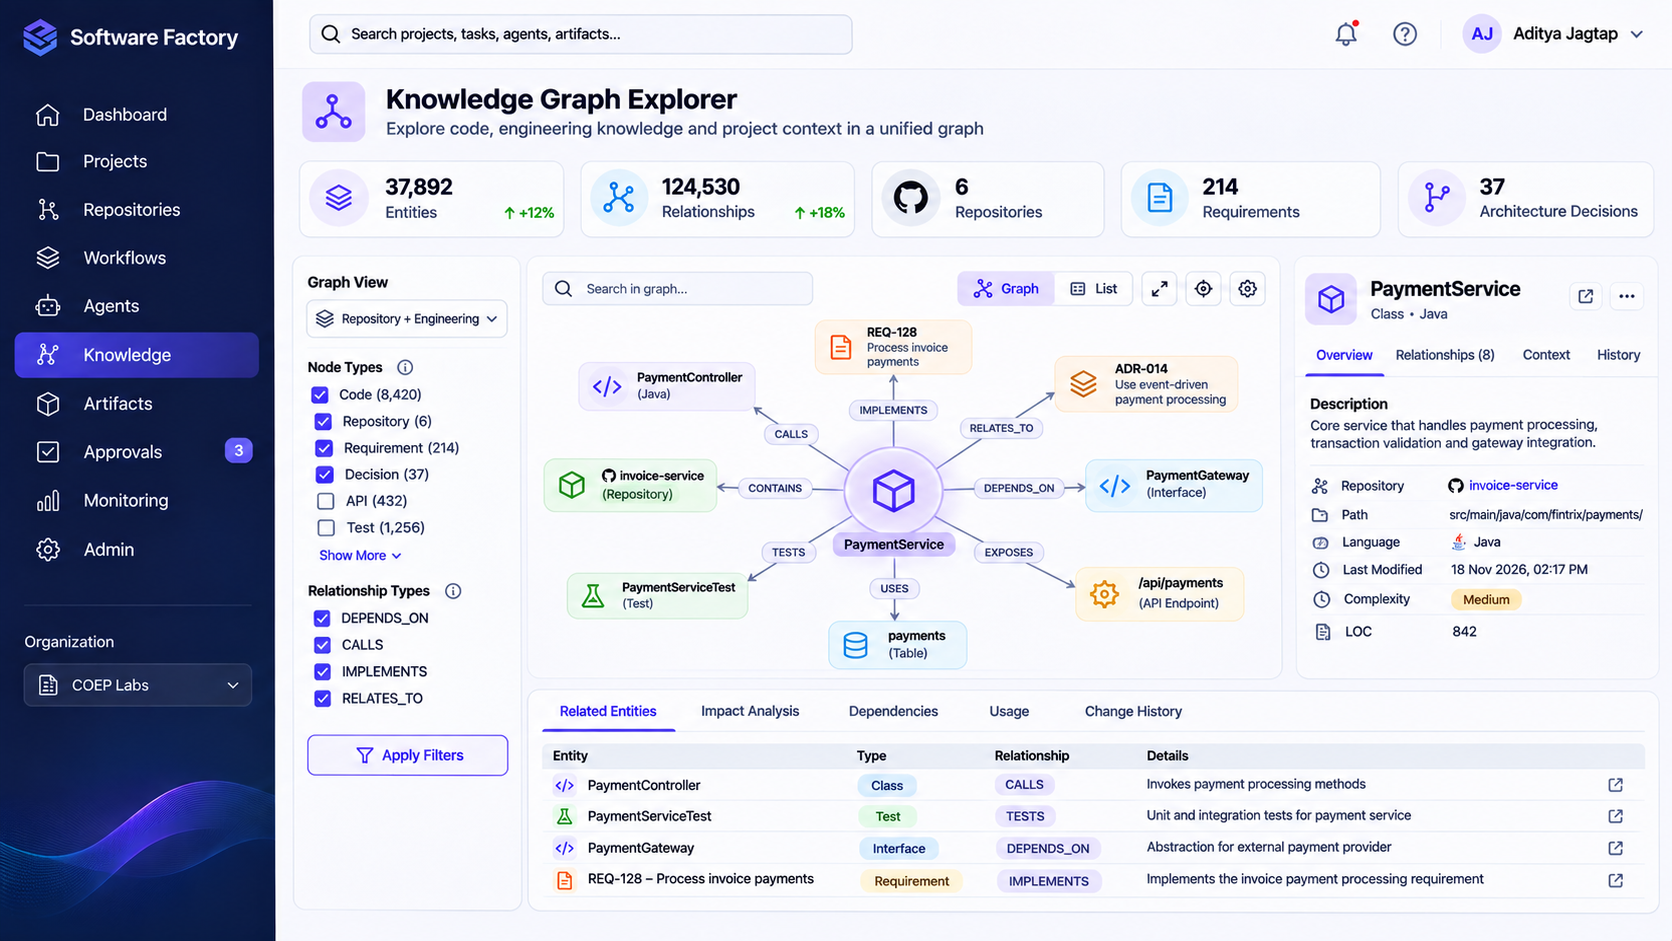 Software Factory
Search projects, tasks, agents, artifacts...
AJ
Aditya Jagtap
Dashboard
Projects
Repositories
Workflows
Agents
Knowledge
Artifacts
Approvals
3
Monitoring
Admin
Organization
COEP Labs
Knowledge Graph Explorer
Explore code, engineering knowledge and project context in a unified graph
37,892
Entities
+12%
124,530
Relationships
+18%
6
Repositories
214
Requirements
37
Architecture Decisions
Graph View
Repository + Engineering
Node Types
Code (8,420)
Repository (6)
Requirement (214)
Decision (37)
API (432)
Test (1,256)
Show More
Relationship Types
DEPENDS_ON
CALLS
IMPLEMENTS
RELATES_TO
Apply Filters
Search in graph...
Graph
List
REQ-128
Process invoice
payments
PaymentController
(Java)
ADR-014
Use event-driven
payment processing
IMPLEMENTS
CALLS
RELATES_TO
invoice-service
(Repository)
CONTAINS
DEPENDS_ON
PaymentGateway
(Interface)
PaymentService
TESTS
EXPOSES
PaymentServiceTest
(Test)
USES
/api/payments
(API Endpoint)
payments
(Table)
PaymentService
Class • Java
Overview
Relationships (8)
Context
History
Description
Core service that handles payment processing,
transaction validation and gateway integration.
Repository
invoice-service
Path
src/main/java/com/fintrix/payments/
Language
Java
Last Modified
18 Nov 2026, 02:17 PM
Complexity
Medium
LOC
842
Related Entities
Impact Analysis
Dependencies
Usage
Change History
Entity
Type
Relationship
Details
PaymentController
Class
CALLS
Invokes payment processing methods
PaymentServiceTest
Test
TESTS
Unit and integration tests for payment service
PaymentGateway
Interface
DEPENDS_ON
Abstraction for external payment provider
REQ-128 – Process invoice payments
Requirement
IMPLEMENTS
Implements the invoice payment processing requirement